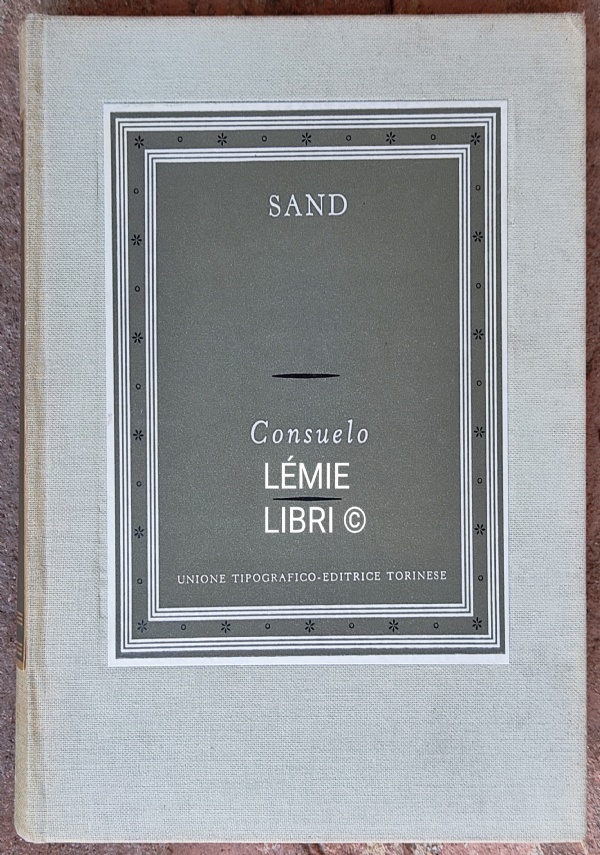 SAND
Consuelo
LÉMIE
LIBRI ©
UNIONE TIPOGRAFICO-EDITRICE TORINESE